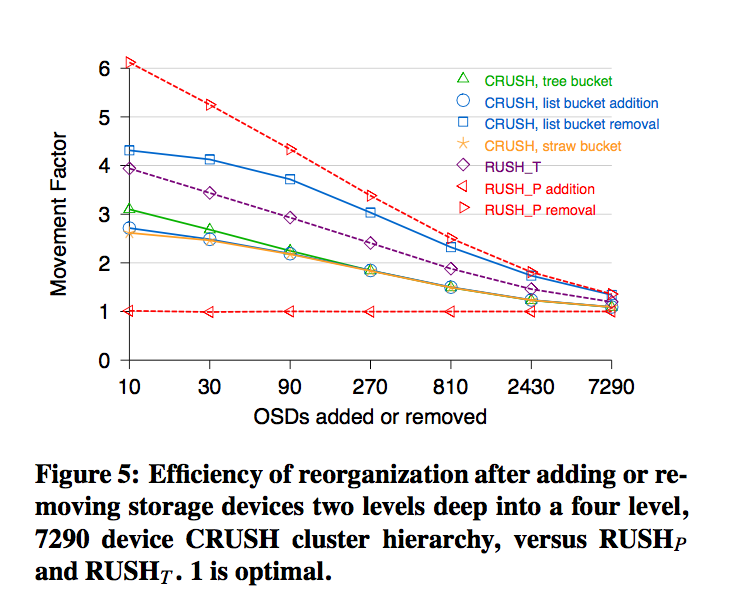 6
5
4
3
2
1
0
Movement Factor
CRUSH, tree bucket
CRUSH, list bucket addition
CRUSH, list bucket removal
CRUSH, straw bucket
RUSH_T
RUSH_P addition
RUSH_P removal
10 30 90 270 810 2430 7290
OSDs added or removed
Figure 5: Efficiency of reorganization after adding or re-
moving storage devices two levels deep into a four level,
7290 device CRUSH cluster hierarchy, versus RUSH_P
and RUSH_T. 1 is optimal.